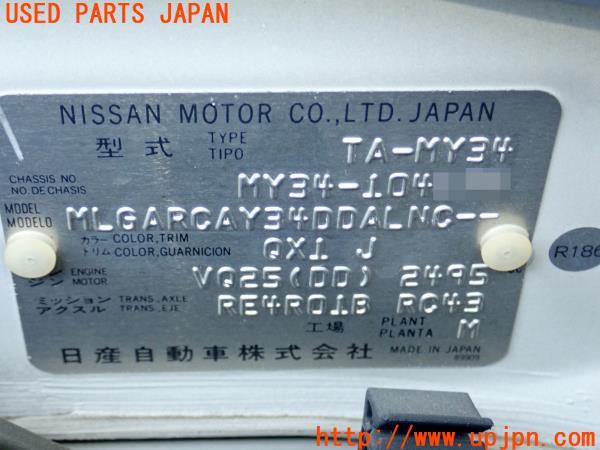 USED PARTS JAPAN
NISSAN MOTOR CO.,LTD. JAPAN
型式 TYPE TIPO TA-MY34
CHASSIS NO. NO. DE CHASIS MY34-104
MODEL MODELO MLGARCAY34DDALNC--
カラー COLOR,TRIM トリム COLOR,GUARNICION QX1 J
ENGINE MOTOR VQ25(DD) 2495 cc
ミッション TRANS., AXLE アクスル TRANS., EJE RE4R01B RC43
工場 PLANT PLANTA M
日産自動車株式会社 MADE IN JAPAN
R186
http://www.upjpn.com